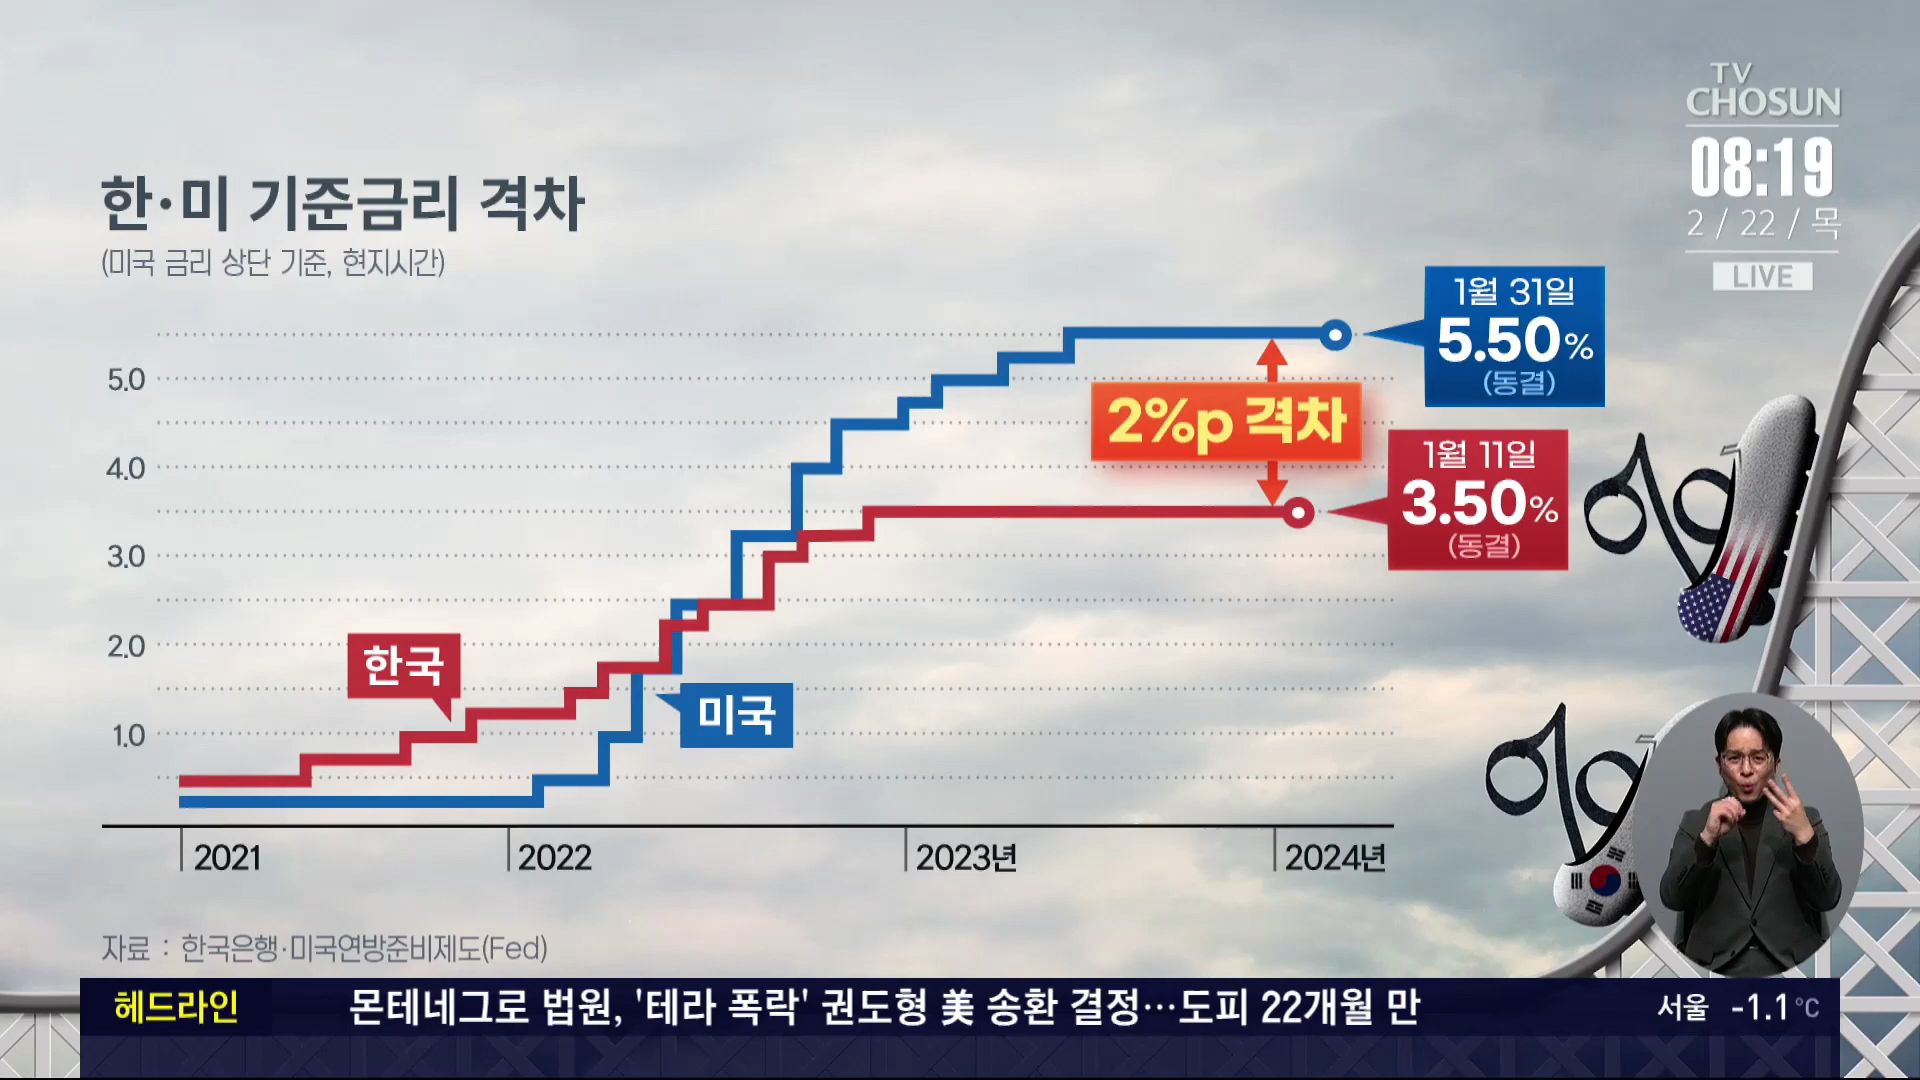 TV
CHOSUN
08:19
2 / 22 / 목
LIVE
한·미 기준금리 격차
(미국 금리 상단 기준, 현지시간)
1월 31일
5.50%
(동결)
5.0
2%p 격차
1월 11일
3.50%
(동결)
4.0
3.0
2.0
한국
미국
1.0
2021
2022
2023년
2024년
%
%
자료 : 한국은행·미국연방준비제도(Fed)
헤드라인
몬테네그로 법원, '테라 폭락' 권도형 美 송환 결정…도피 22개월 만
서울 -1.1℃